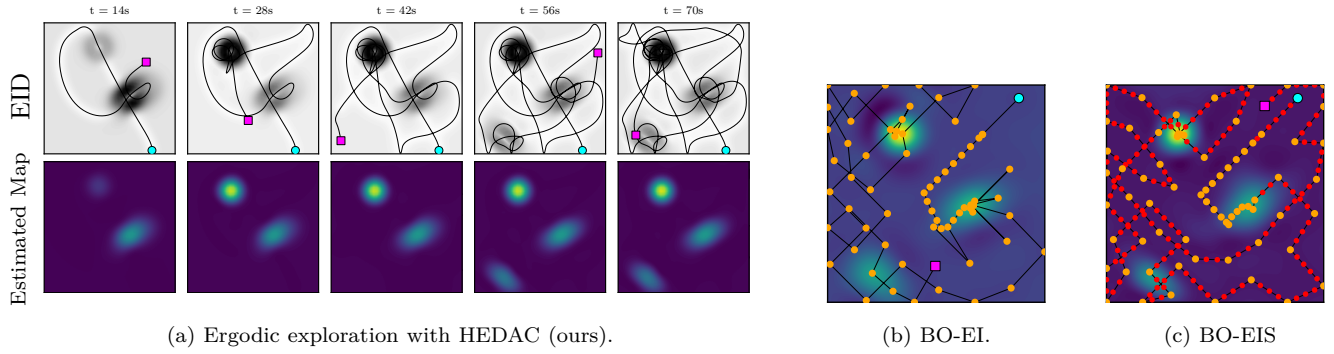 t = 14s
t = 28s
t = 42s
t = 56s
t = 70s
EID
Estimated Map
(a) Ergodic exploration with HEDAC (ours).
(b) BO-EI.
(c) BO-EIS